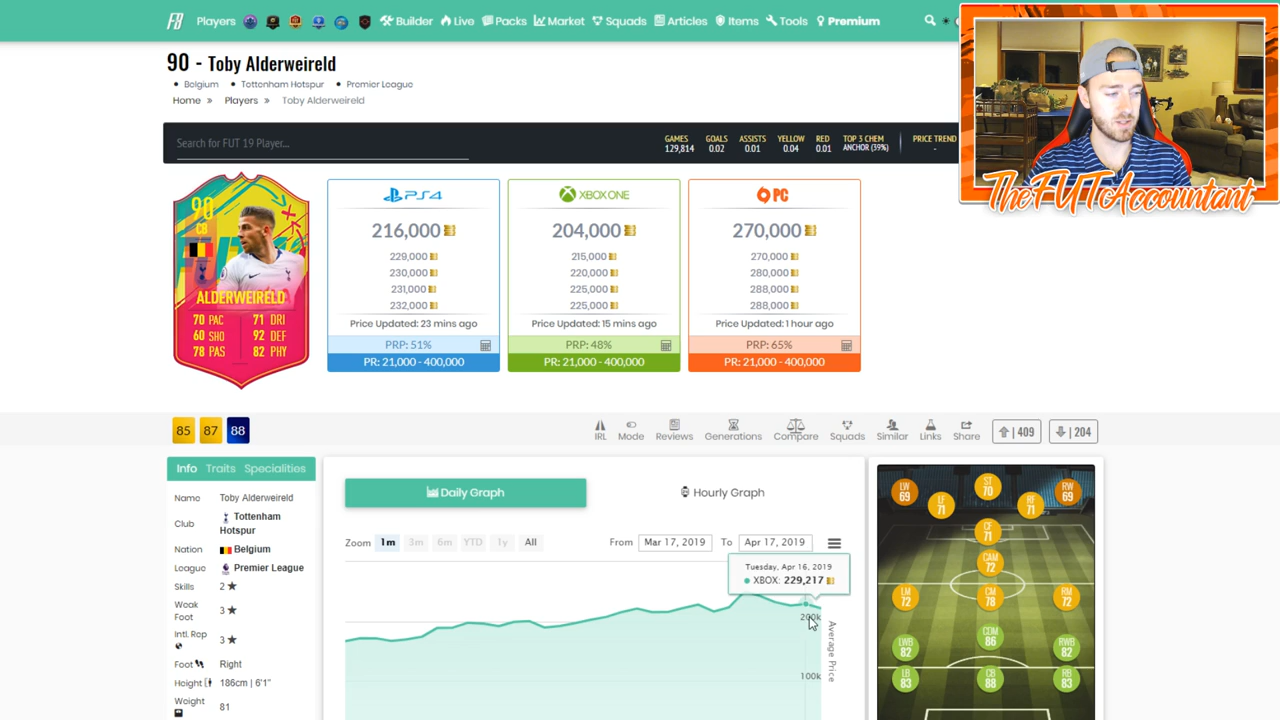 FB Players Builder Live Packs Market Squads Articles Items Tools Premium
90 - Toby Alderweireld
Belgium Tottenham Hotspur Premier League
Home » Players » Toby Alderweireld
Search for FUT 19 Player...
GAMES GOALS ASSISTS YELLOW RED TOP 3 CHEM PRICE TREND
129,814 0.02 0.01 0.04 0.01 ANCHOR (39%) -
TheFUTAccountant
90
CB
ALDERWEIRELD
70 PAC 71 DRI
60 SHO 92 DEF
78 PAS 82 PHY
PS4
216,000
229,000
230,000
231,000
232,000
Price Updated: 23 mins ago
PRP: 51%
PR: 21,000 - 400,000
XBOX ONE
204,000
215,000
220,000
225,000
225,000
Price Updated: 15 mins ago
PRP: 48%
PR: 21,000 - 400,000
PC
270,000
270,000
280,000
288,000
288,000
Price Updated: 1 hour ago
PRP: 65%
PR: 21,000 - 400,000
85 87 88
IRL Mode Reviews Generations Compare Squads Similar Links Share | 409 | 204
Info Traits Specialities
Name Toby Alderweireld
Club Tottenham
Hotspur
Nation Belgium
League Premier League
Skills 2 ★
Weak
Foot 3 ★
Intl. Rep 3 ★
Foot Right
Height 186cm | 6'1"
Weight 81
Daily Graph Hourly Graph
Zoom 1m 3m 6m YTD 1y All From Mar 17, 2019 To Apr 17, 2019
Tuesday, Apr 16, 2019
XBOX: 229,217
200k
100k
Average Price
LW
69
LF
71
ST
70
RF
71
RW
69
CF
71
CAM
72
LM
72
CM
78
RM
72
CDM
86
LWB
82
RWB
82
LB
83
CB
88
RB
83